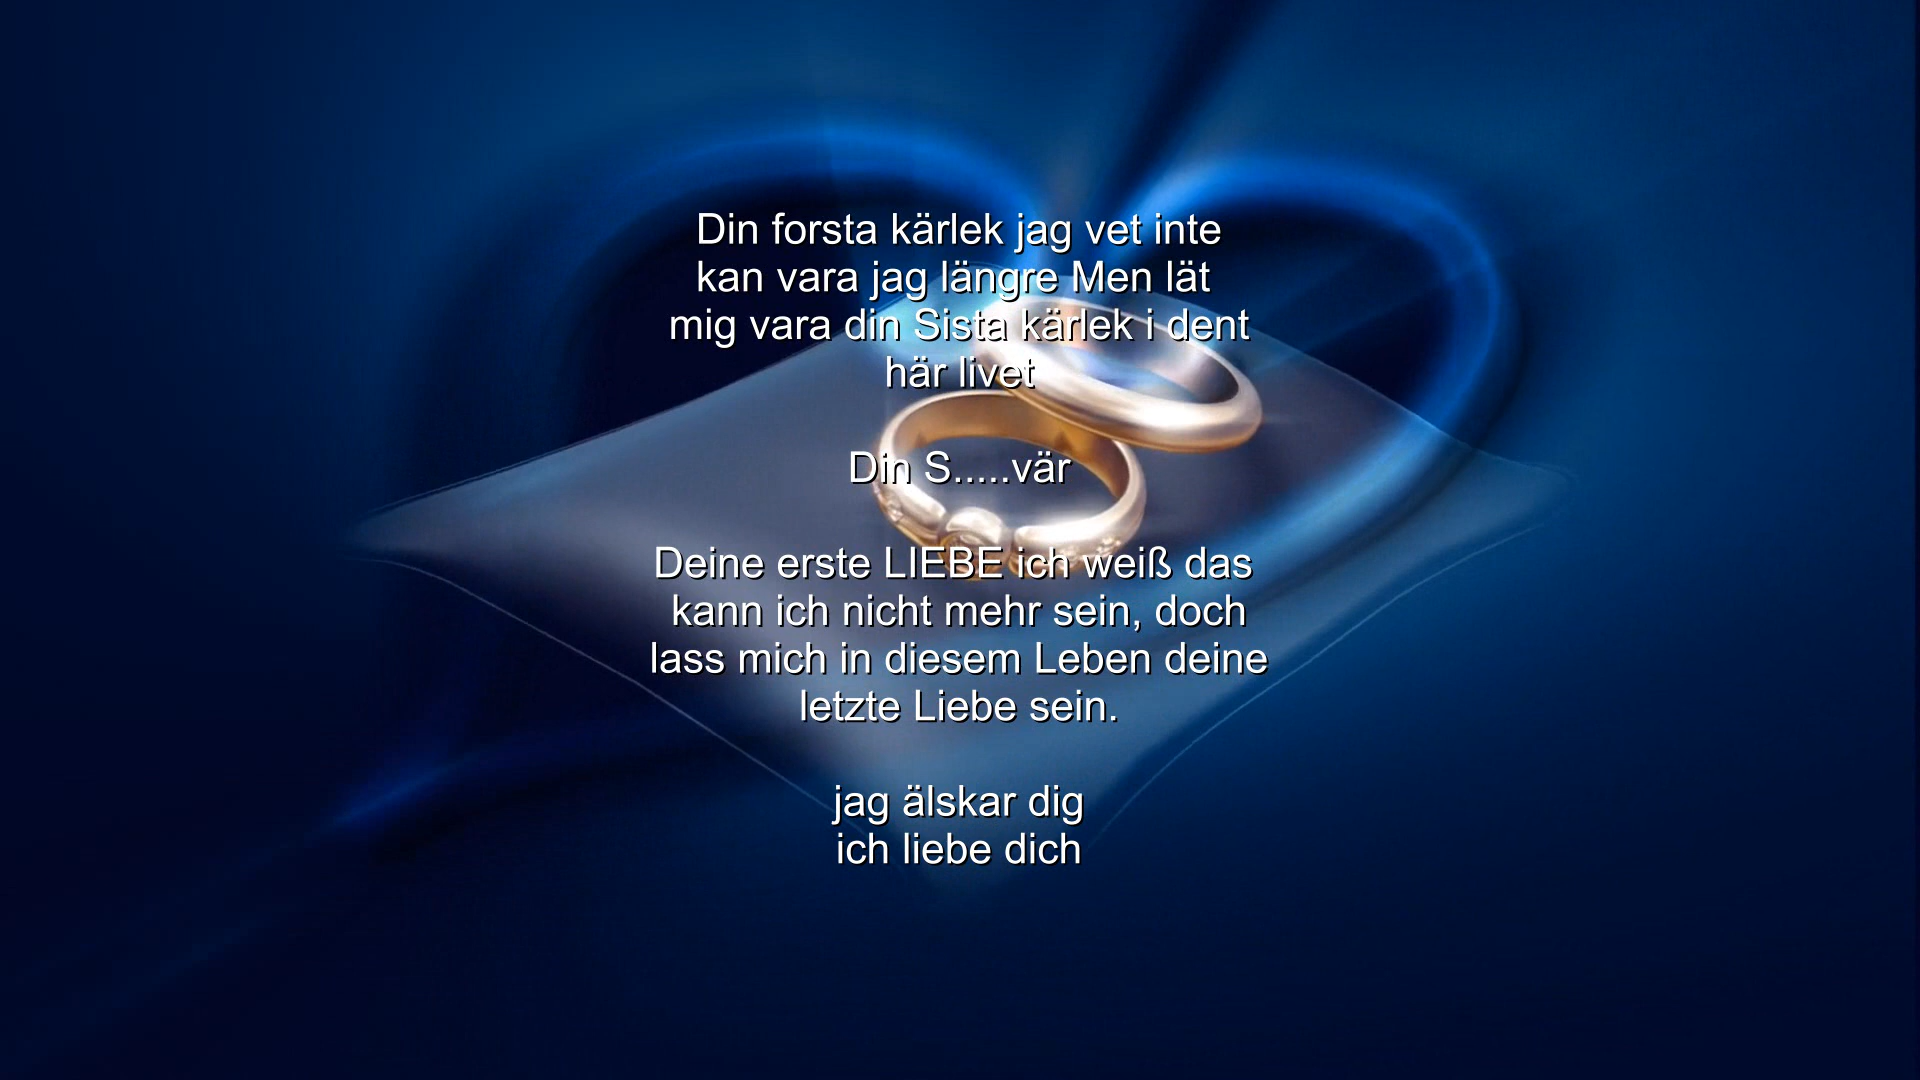 Din forsta kärlek jag vet inte
kan vara jag längre Men lät
mig vara din Sista kärlek i dent
här livet
Din S.....vär
Deine erste LIEBE ich weiß das
kann ich nicht mehr sein, doch
lass mich in diesem Leben deine
letzte Liebe sein.
jag älskar dig
ich liebe dich